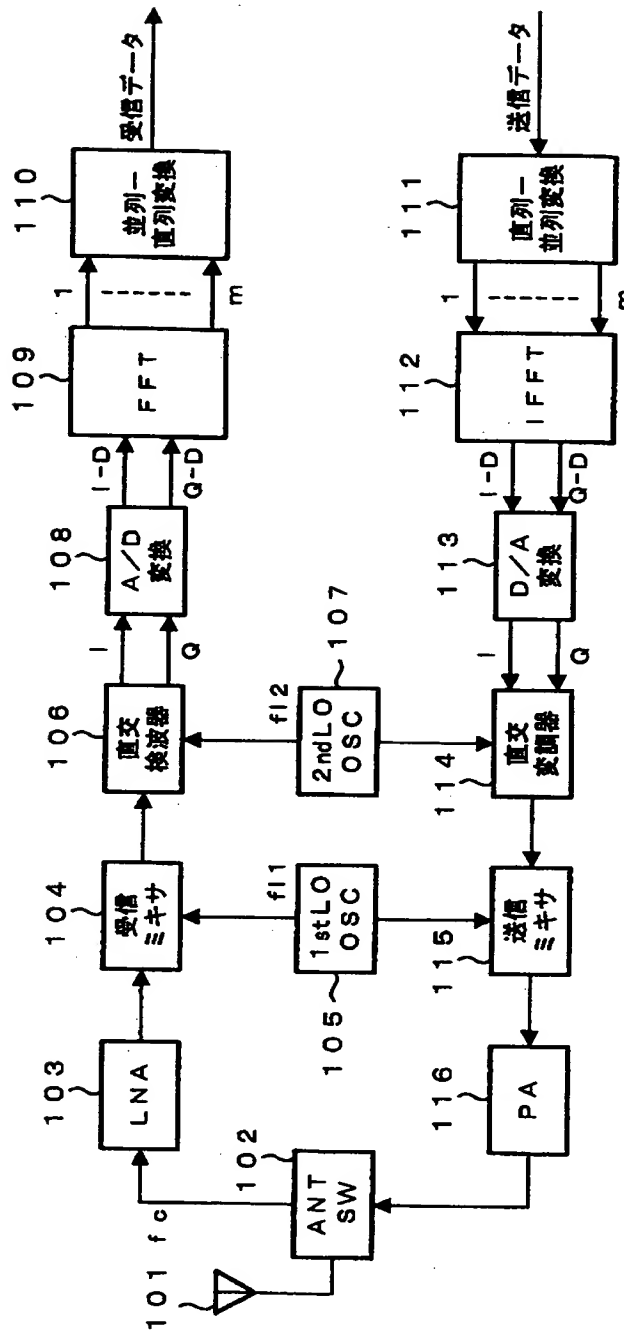 101
fc
102
ANT
SW
103
LNA
104
受信
ミキサ
fl1
105
1stLO
OSC
106
直交
検波器
fl2
107
2ndLO
OSC
I
Q
108
A/D
変換
I-D
Q-D
109
FFT
1
m
110
並列ー
直列変換
受信データ
送信データ
111
直列ー
並列変換
1
m
112
IFFT
I-D
Q-D
113
D/A
変換
I
Q
114
直交
変調器
115
送信
ミキサ
116
PA